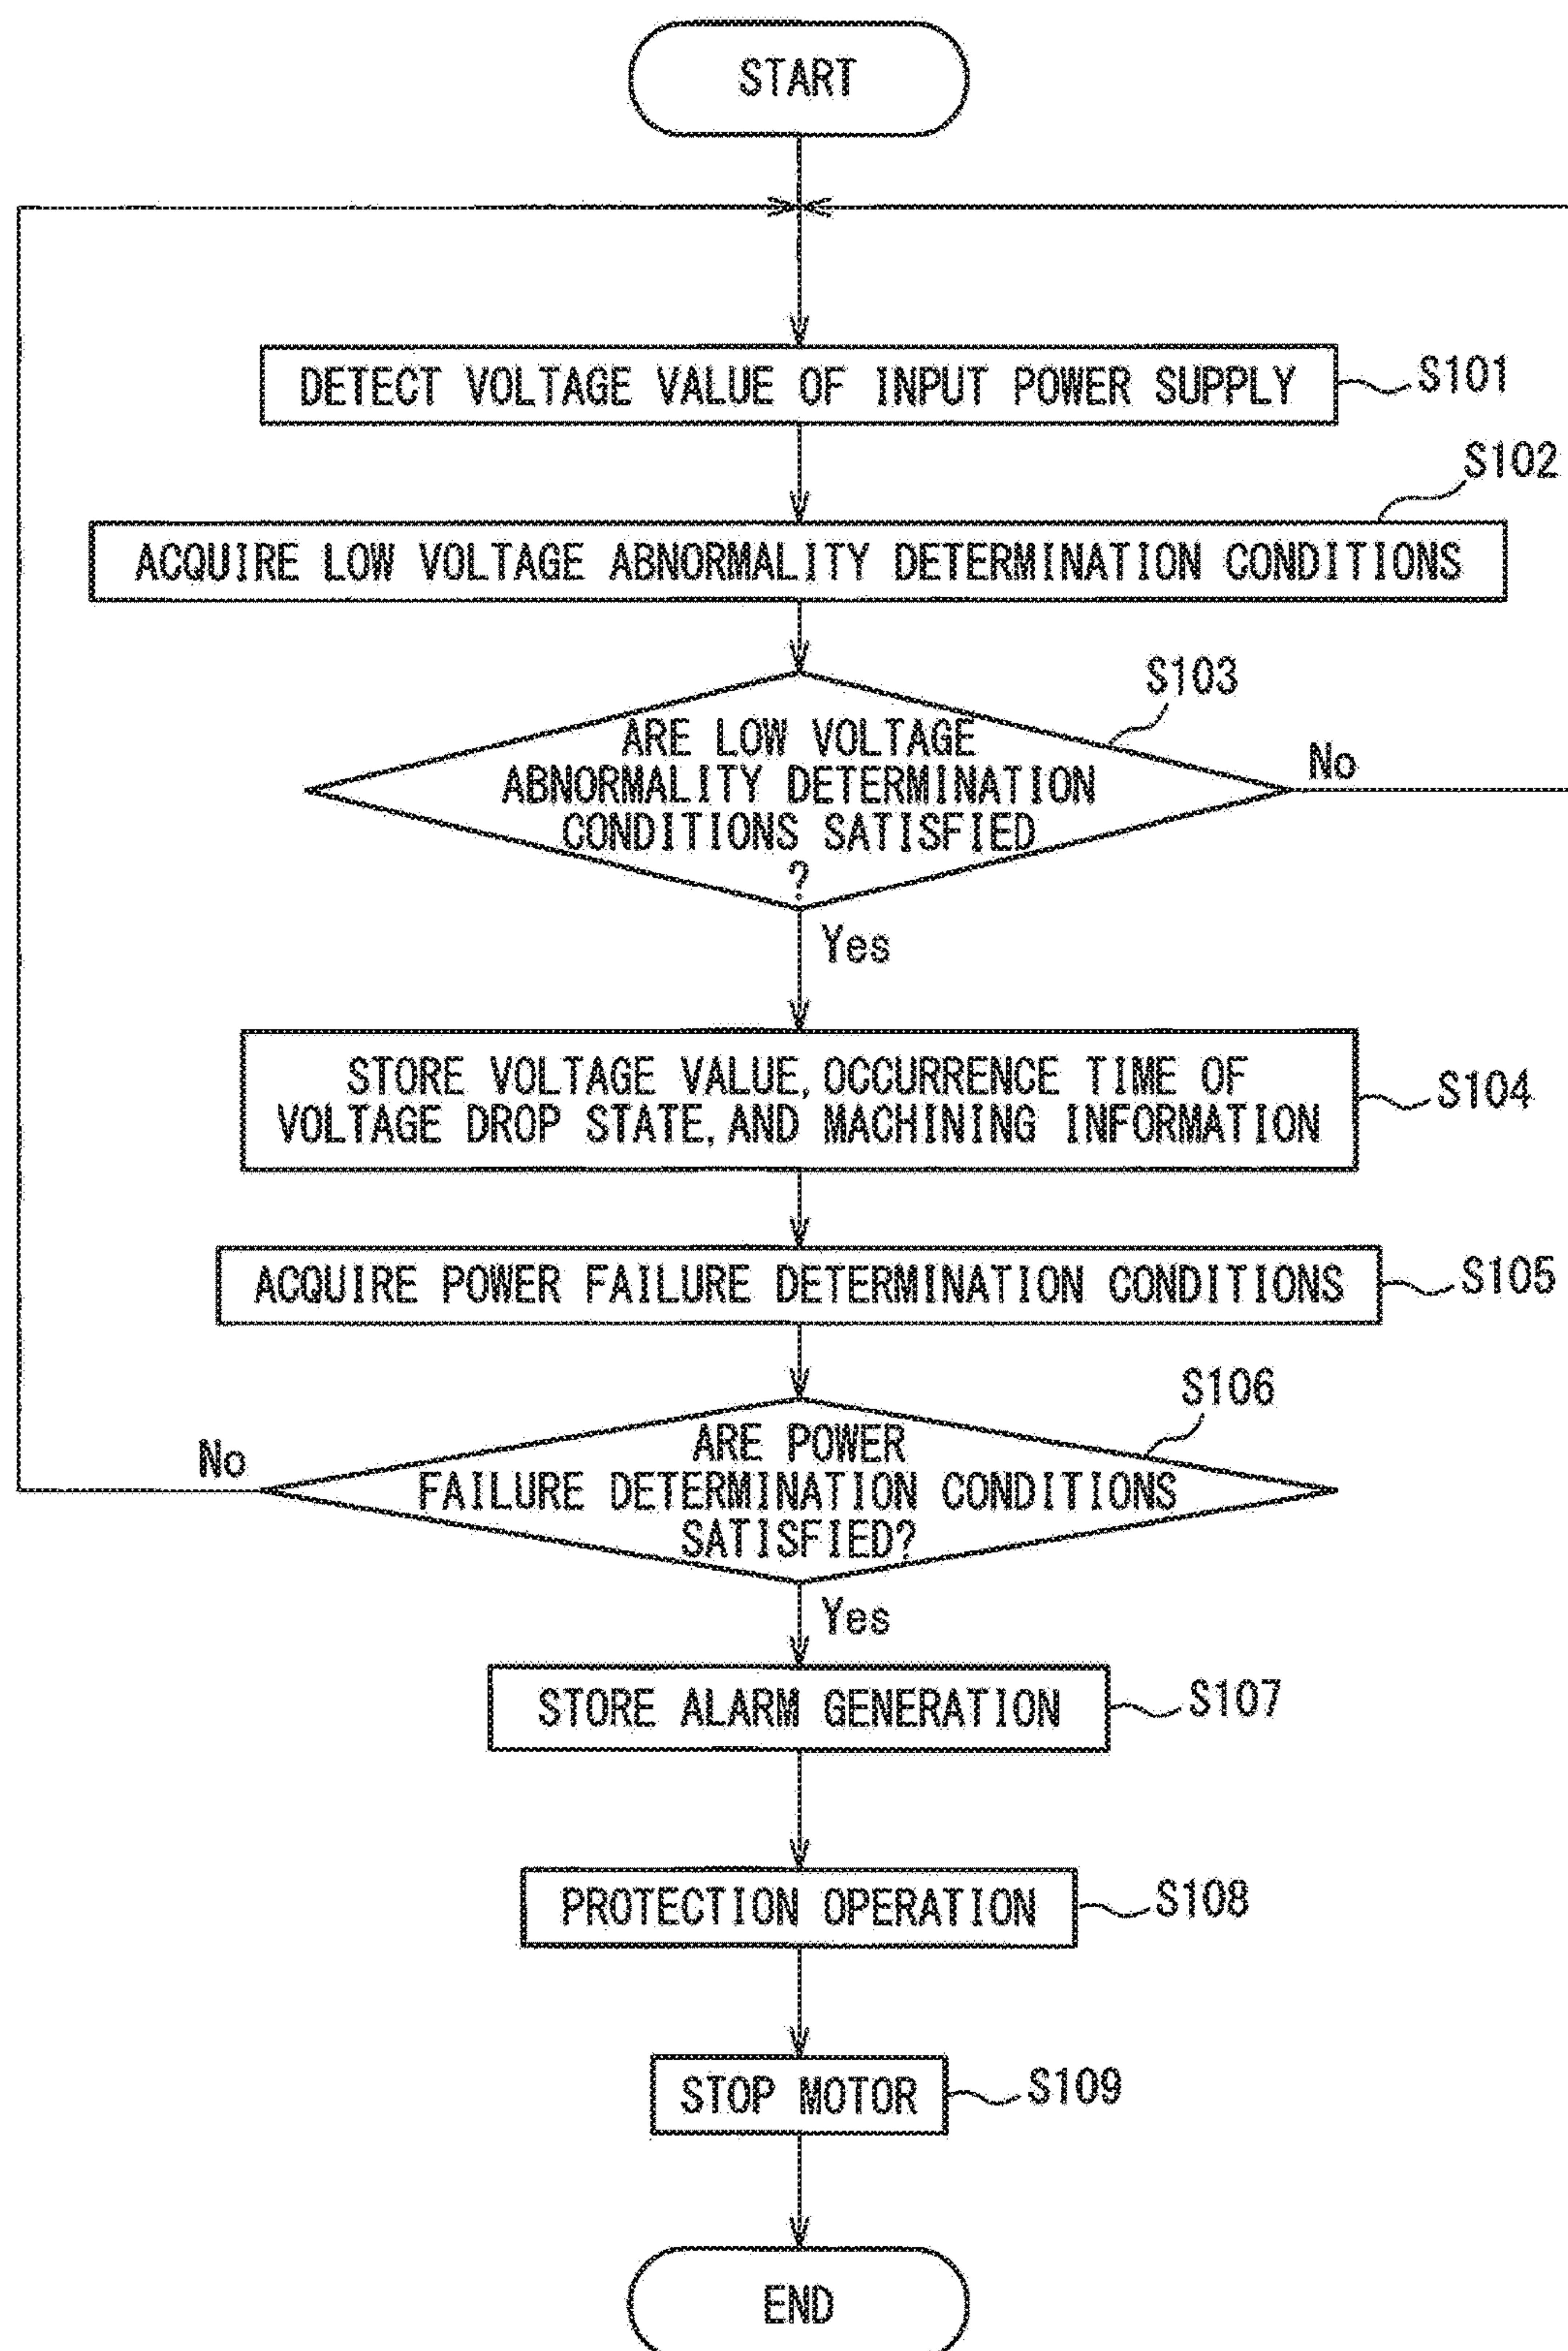 START
DETECT VOLTAGE VALUE OF INPUT POWER SUPPLY
S101
S102
ACQUIRE LOW VOLTAGE ABNORMALITY DETERMINATION CONDITIONS
S103
ARE LOW VOLTAGE
ABNORMALITY DETERMINATION
CONDITIONS SATISFIED
?
No
Yes
STORE VOLTAGE VALUE, OCCURRENCE TIME OF
VOLTAGE DROP STATE, AND MACHINING INFORMATION
S104
ACQUIRE POWER FAILURE DETERMINATION CONDITIONS
S105
S106
ARE POWER
FAILURE DETERMINATION CONDITIONS
SATISFIED?
No
Yes
STORE ALARM GENERATION
S107
PROTECTION OPERATION
S108
STOP MOTOR
S109
END